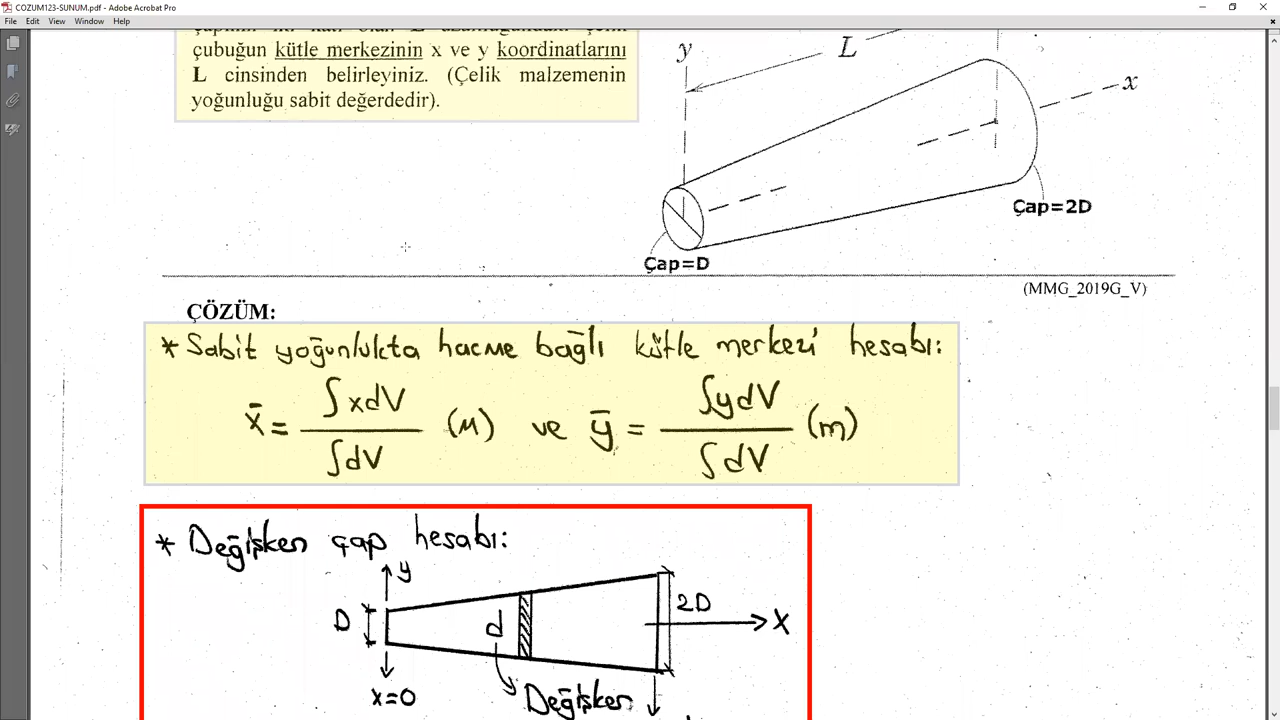 COZUM123-SUNUM.pdf - Adobe Acrobat Pro
File Edit View Window Help
çubuğun kütle merkezinin x ve y koordinatlarını
L cinsinden belirleyiniz. (Çelik malzemenin
yoğunluğu sabit değerdedir).
y
L
x
Çap=2D
Çap=D
(MMG_2019G_V)
ÇÖZÜM:
* Sabit yoğunlukta hacme bağlı kütle merkezi hesabı:
x̄ = ∫xdV / ∫dV (m) ve ȳ = ∫ydV / ∫dV (m)
* Değişken çap hesabı:
y
D
d
2D
x
x=0
Değişken